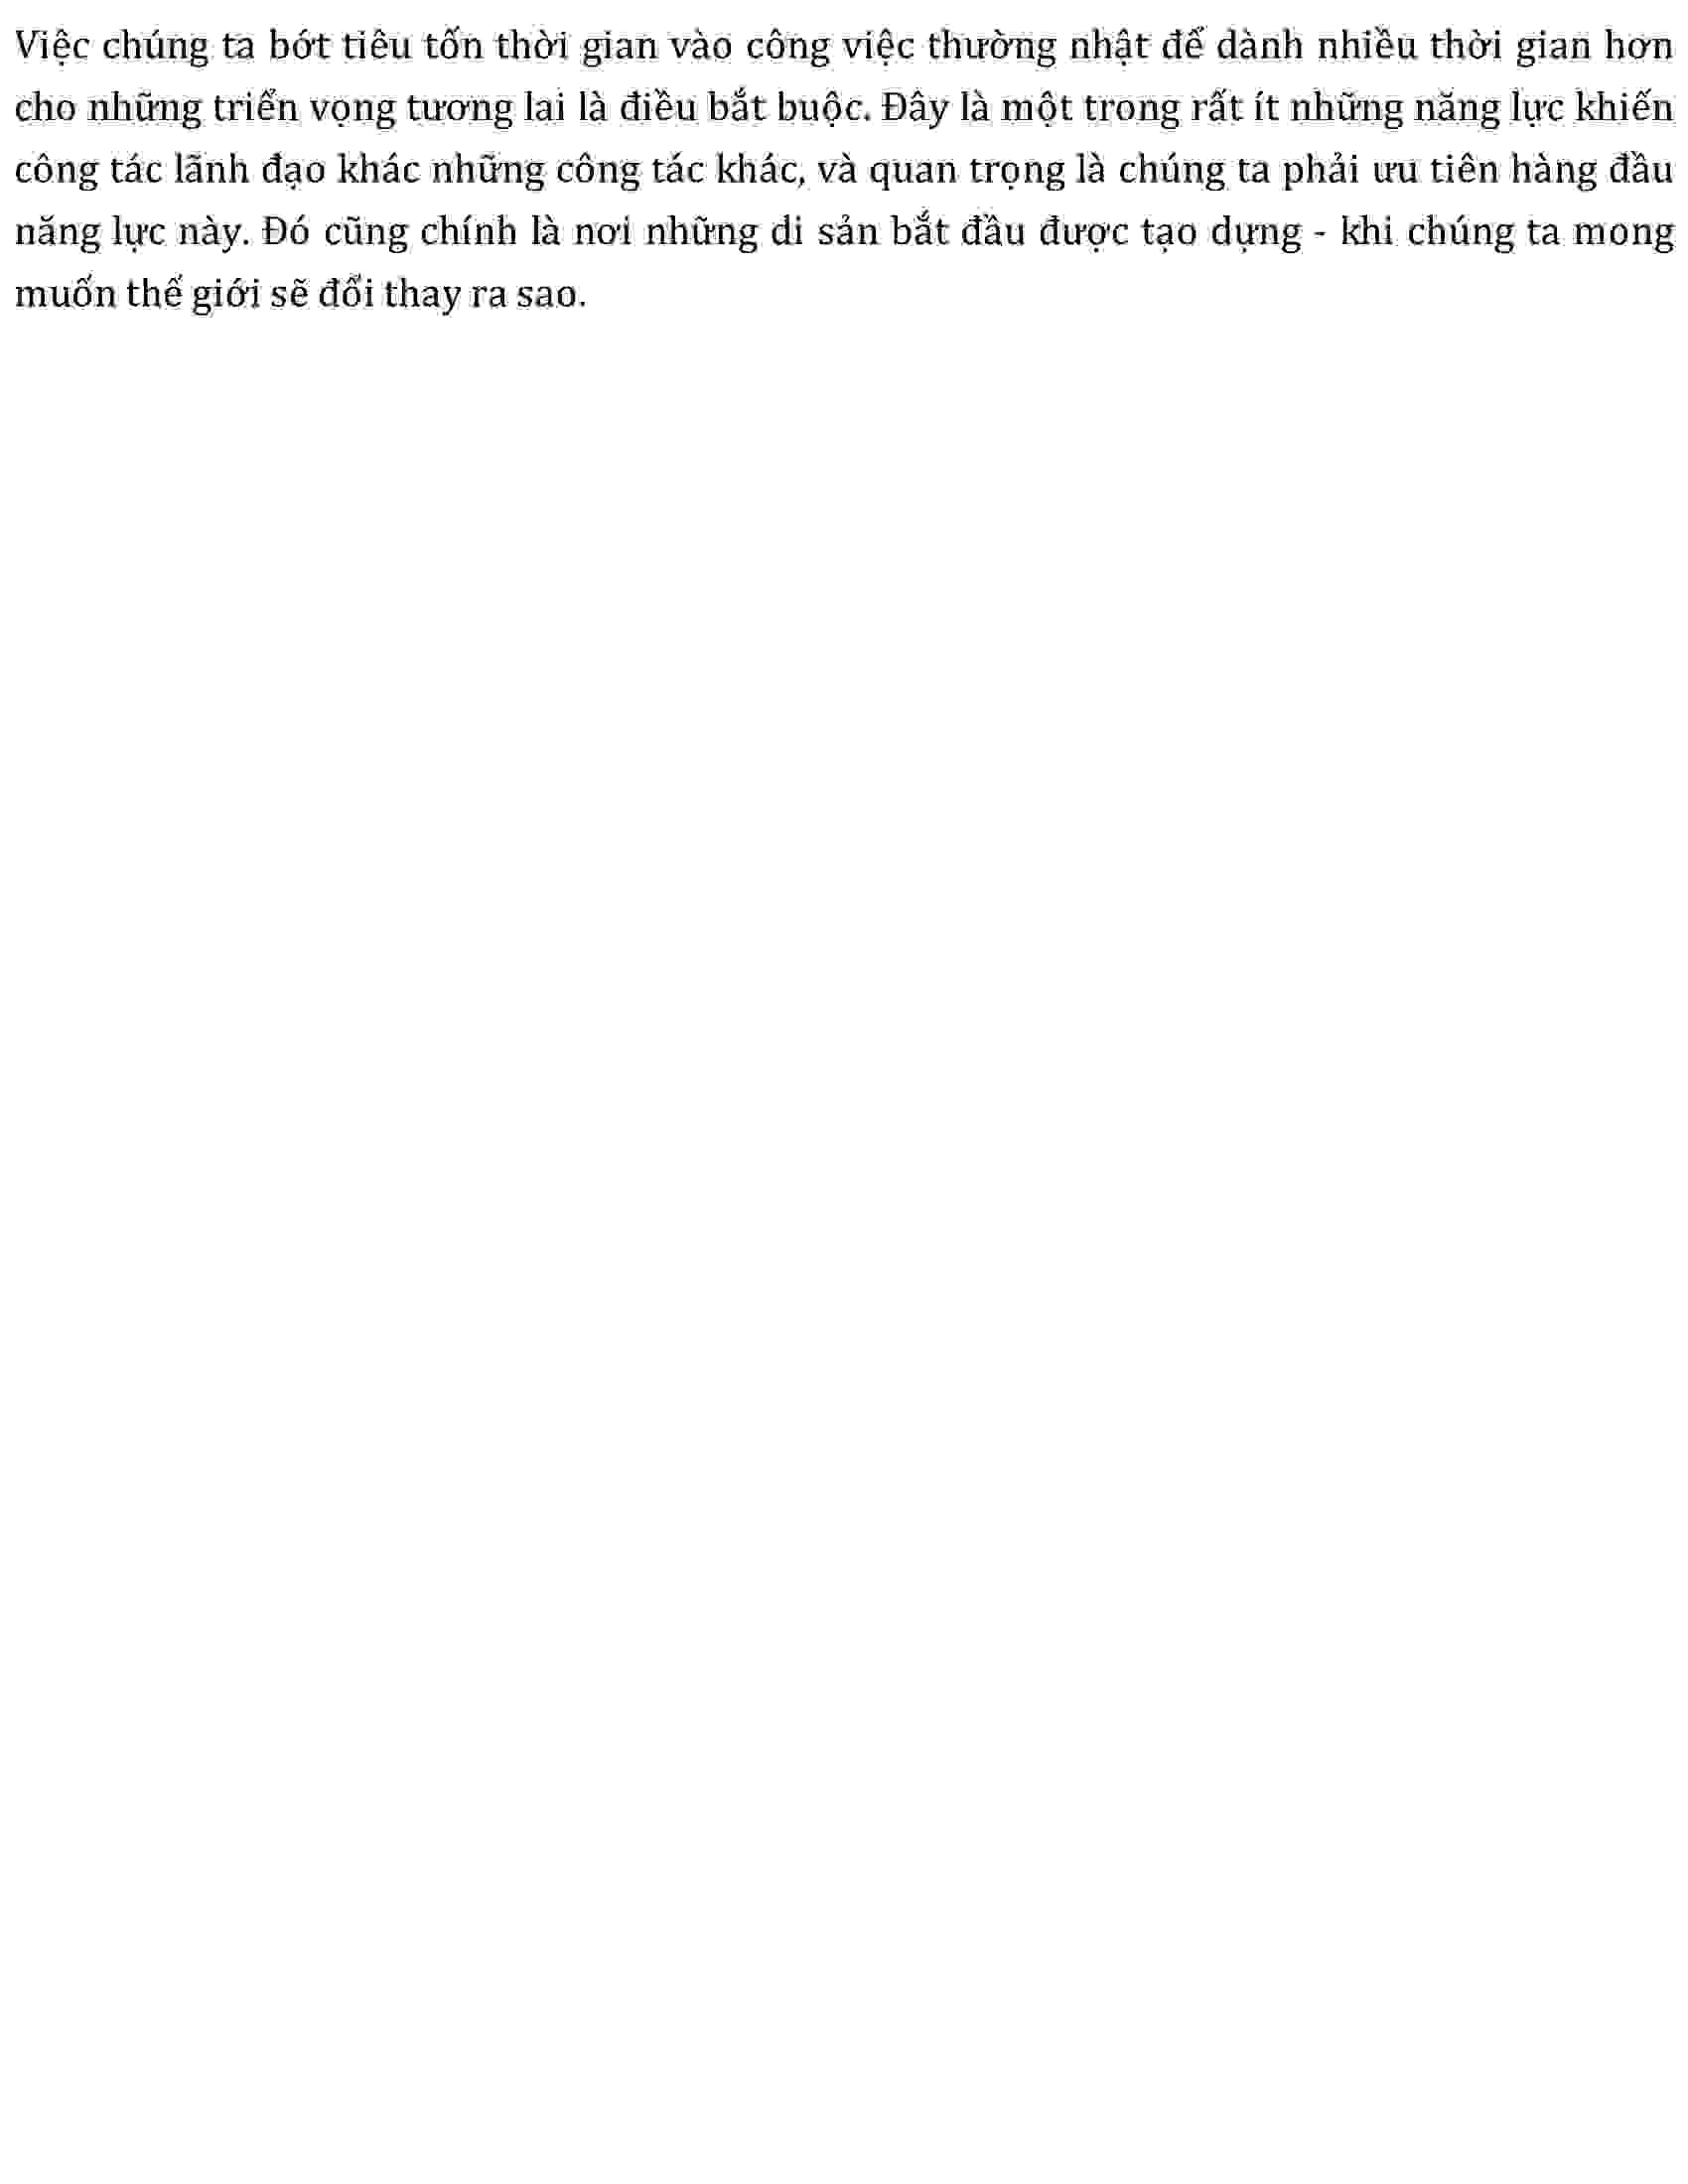 Việc chúng ta bớt tiêu tốn thời gian vào công việc thường nhật để dành nhiều thời gian hơn
cho những triển vọng tương lai là điều bắt buộc. Đây là một trong rất ít những năng lực khiến
công tác lãnh đạo khác những công tác khác, và quan trọng là chúng ta phải ưu tiên hàng đầu
năng lực này. Đó cũng chính là nơi những di sản bắt đầu được tạo dựng - khi chúng ta mong
muốn thế giới sẽ đổi thay ra sao.